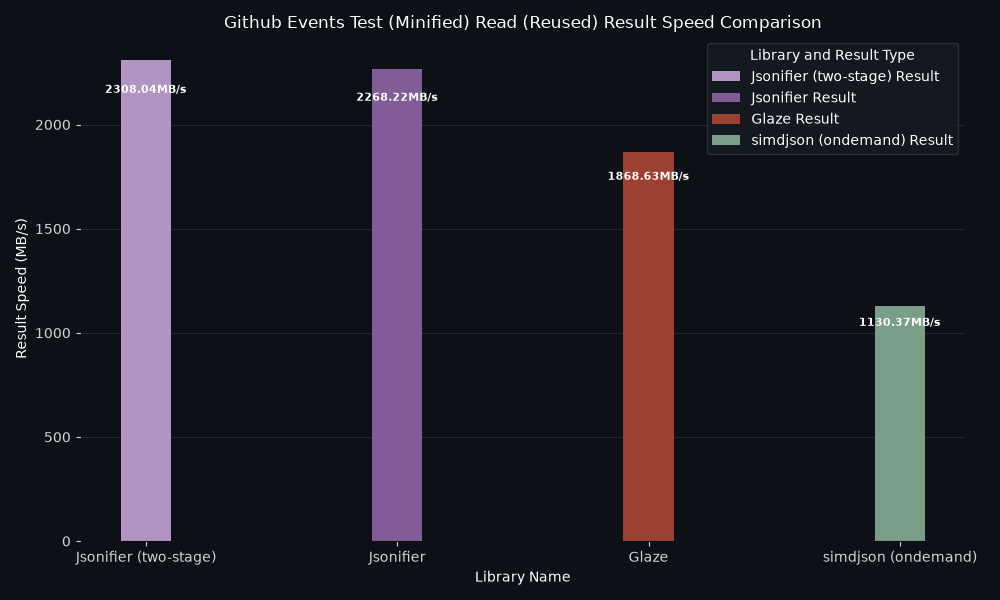 Github Events Test (Minified) Read (Reused) Result Speed Comparison
Library and Result Type
Jsonifier (two-stage) Result
Jsonifier Result
Glaze Result
simdjson (ondemand) Result
2308.04MB/s
2268.22MB/s
1868.63MB/s
1130.37MB/s
Result Speed (MB/s)
2000
1500
1000
500
0
Jsonifier (two-stage)
Jsonifier
Glaze
simdjson (ondemand)
Library Name